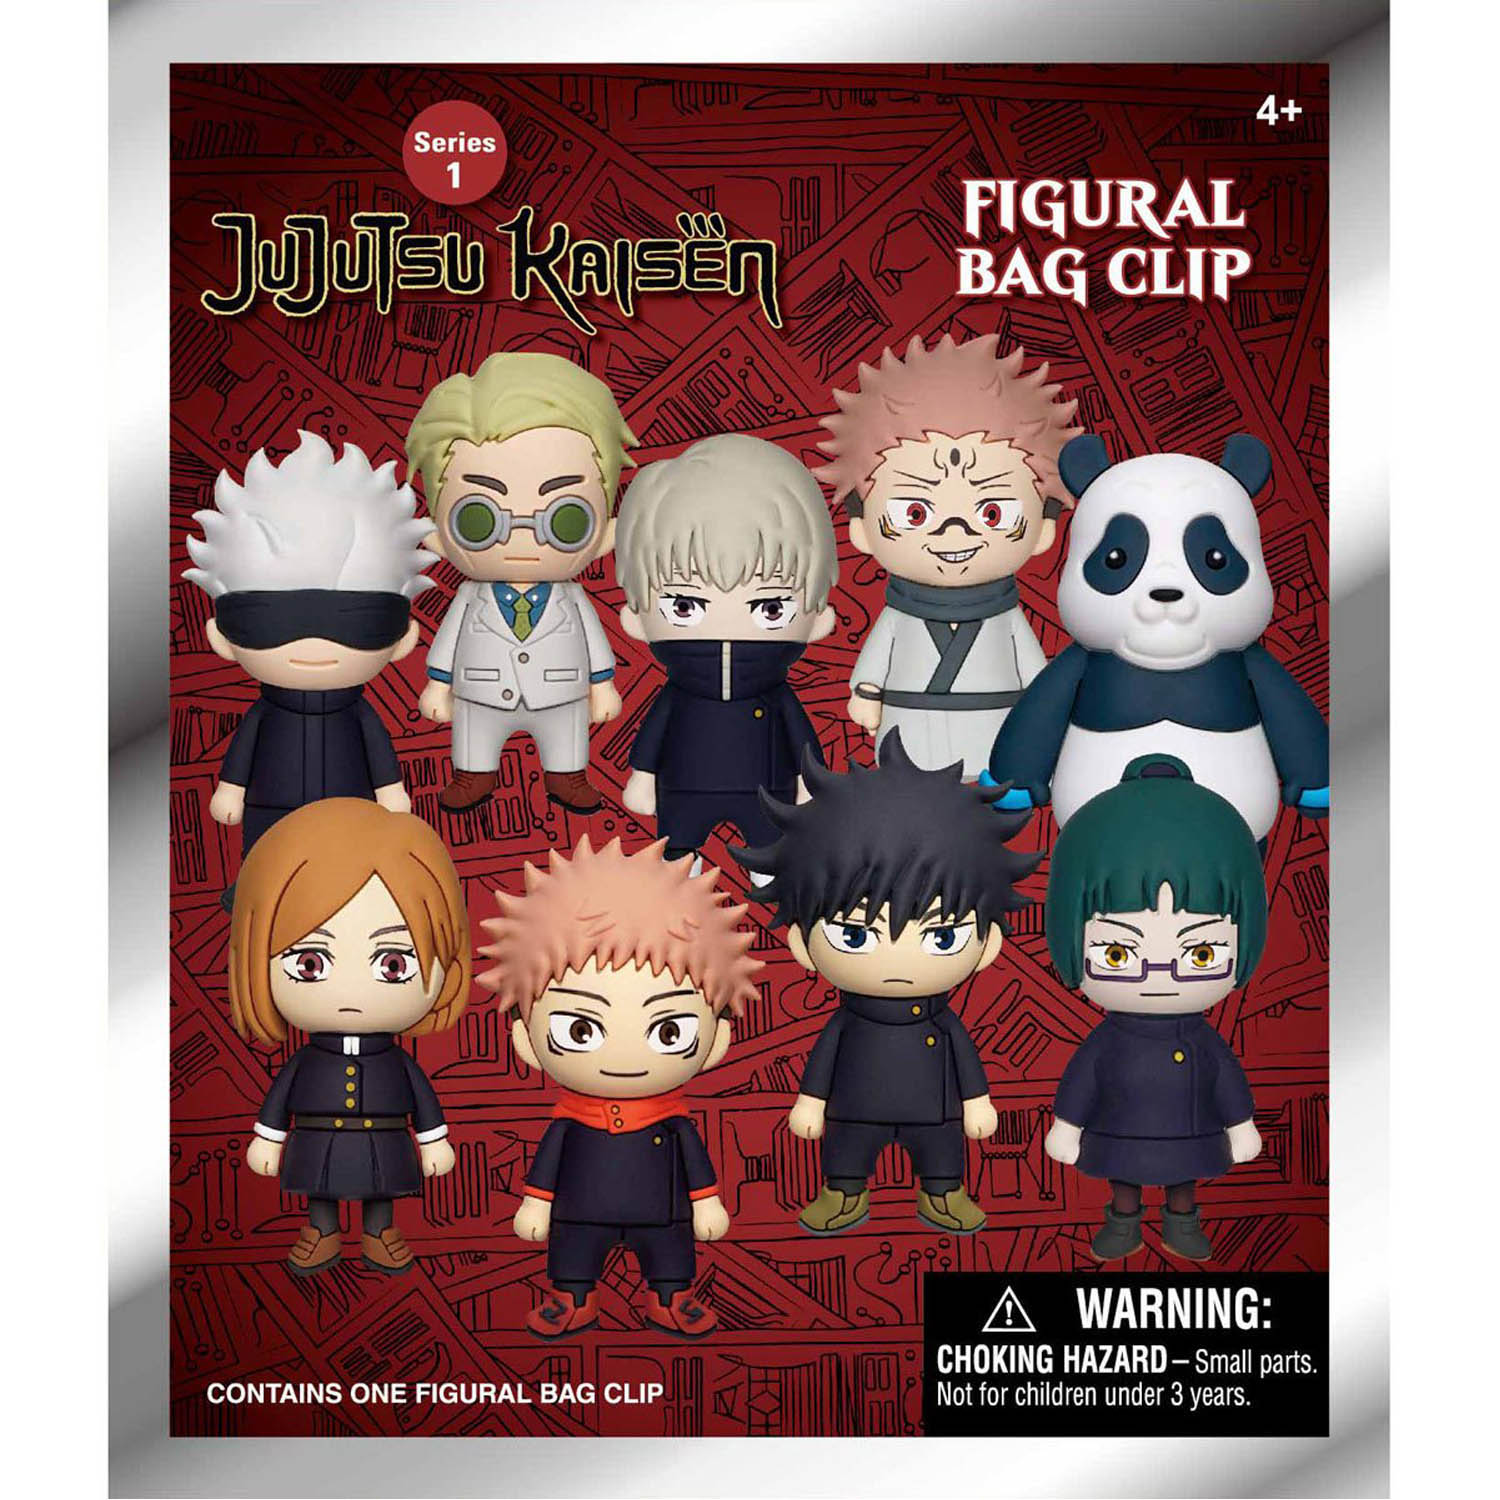 Series
1
JUJUTSU KAISEN
4+
FIGURAL
BAG CLIP
CONTAINS ONE FIGURAL BAG CLIP
WARNING:
CHOKING HAZARD – Small parts.
Not for children under 3 years.